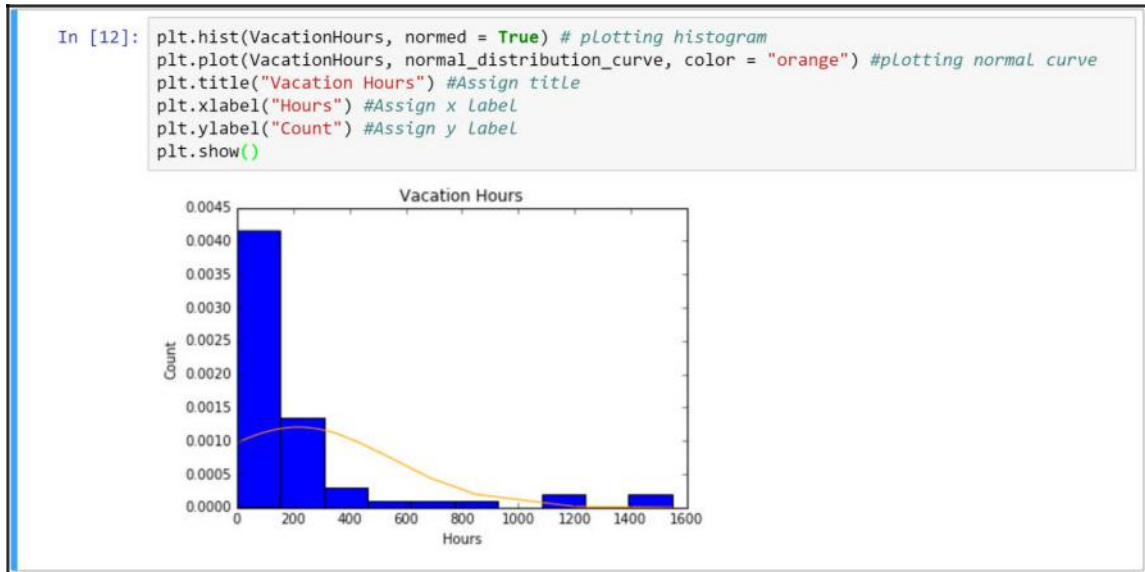 In [12]: plt.hist(VacationHours, normed = True) # plotting histogram
plt.plot(VacationHours, normal_distribution_curve, color = "orange") #plotting normal curve
plt.title("Vacation Hours") #Assign title
plt.xlabel("Hours") #Assign x label
plt.ylabel("Count") #Assign y label
plt.show()
Vacation Hours
0.0045
0.0040
0.0035
0.0030
0.0025
0.0020
0.0015
0.0010
0.0005
0.0000
Count
0 200 400 600 800 1000 1200 1400 1600
Hours